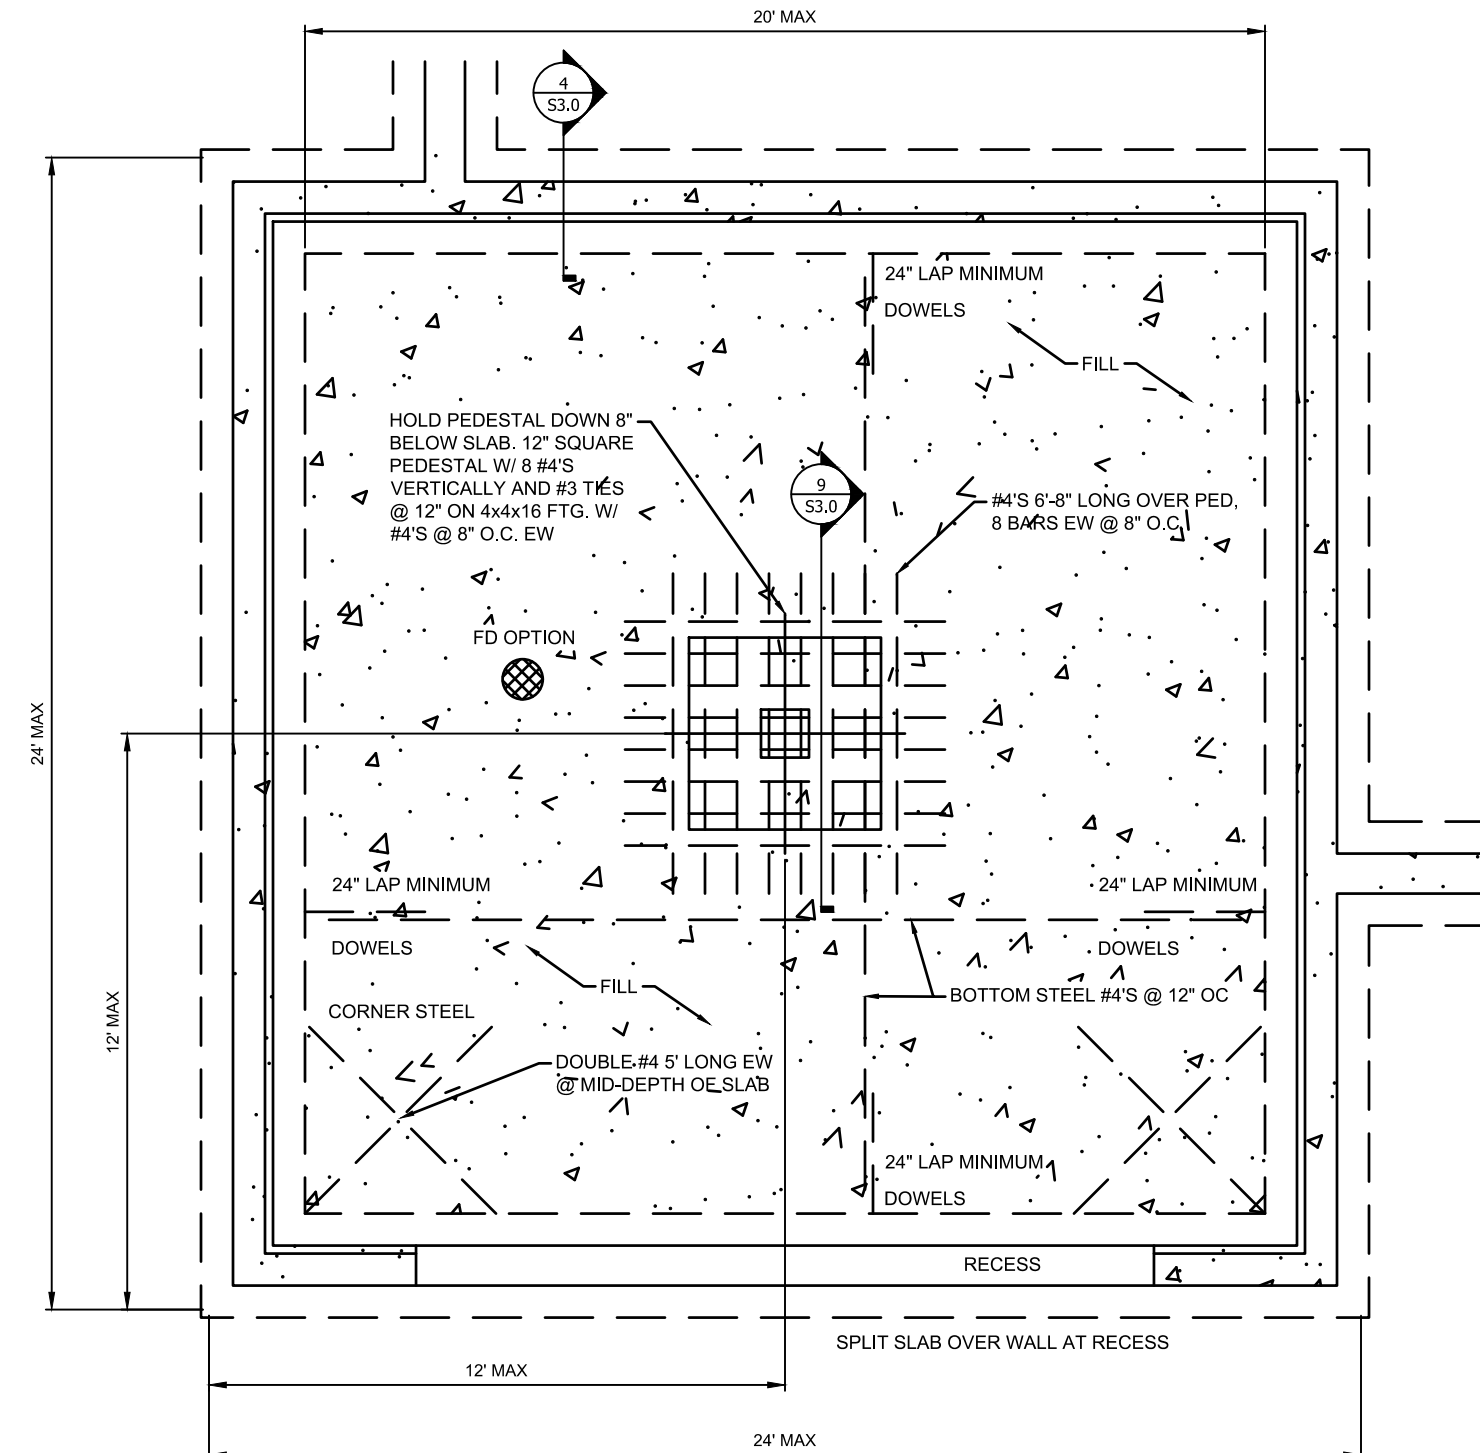 20' MAX
4
S3.0
24" LAP MINIMUM
DOWELS
FILL
HOLD PEDESTAL DOWN 8"
BELOW SLAB. 12" SQUARE
PEDESTAL W/ 8 #4'S
VERTICALLY AND #3 TIES
@ 12" ON 4x4x16 FTG. W/
#4'S @ 8" O.C. EW
9
S3.0
#4'S 6'-8" LONG OVER PED,
8 BARS EW @ 8" O.C.
FD OPTION
24' MAX
12' MAX
24" LAP MINIMUM
DOWELS
24" LAP MINIMUM
DOWELS
FILL
BOTTOM STEEL #4'S @ 12" OC
CORNER STEEL
DOUBLE #4 5' LONG EW
@ MID-DEPTH OF SLAB
24" LAP MINIMUM
DOWELS
RECESS
SPLIT SLAB OVER WALL AT RECESS
12' MAX
24' MAX